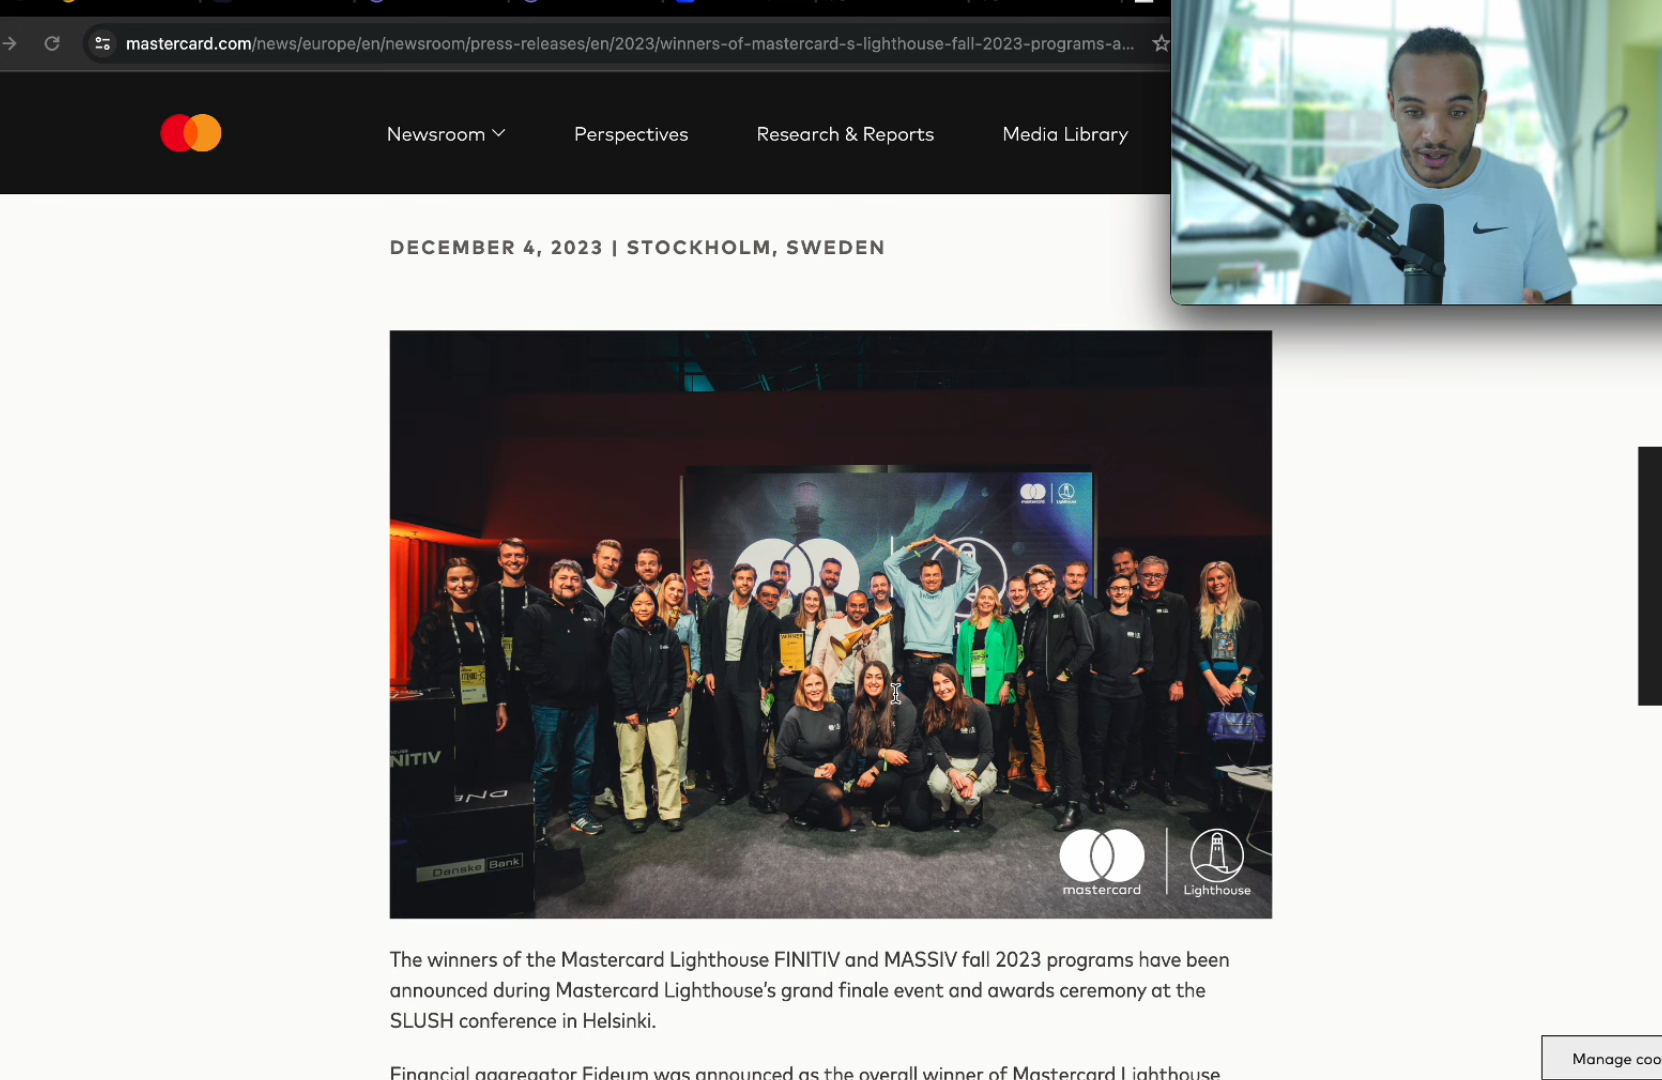 mastercard.com/news/europe/en/newsroom/press-releases/en/2023/winners-of-mastercard-s-lighthouse-fall-2023-programs-a...
Newsroom
Perspectives
Research & Reports
Media Library
DECEMBER 4, 2023 | STOCKHOLM, SWEDEN
WINNER
NITIV
DNB
Danske Bank
mastercard
Lighthouse
The winners of the Mastercard Lighthouse FINITIV and MASSIV fall 2023 programs have been
announced during Mastercard Lighthouse's grand finale event and awards ceremony at the
SLUSH conference in Helsinki.
Financial aggregator Fideum was announced as the overall winner of Mastercard Lighthouse
Manage coo